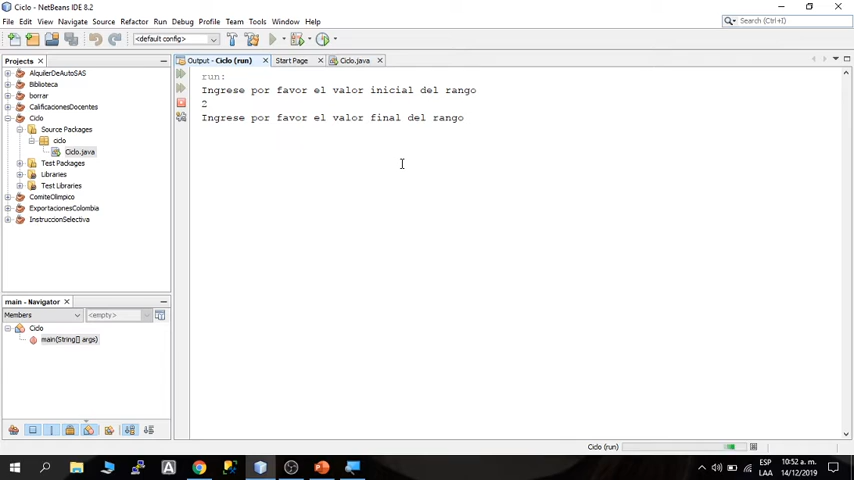 Ciclo - NetBeans IDE 8.2
File Edit View Navigate Source Refactor Run Debug Profile Team Tools Window Help
Search (Ctrl+I)
<default config>
Projects
Output - Ciclo (run) Start Page Ciclo.java
AlquilerDeAutoSAS
Biblioteca
borrar
CalificacionesDocentes
Ciclo
Source Packages
ciclo
Ciclo.java
Test Packages
Libraries
Test Libraries
ComiteOlimpico
ExportacionesColombia
InstruccionSelectiva
run:
Ingrese por favor el valor inicial del rango
2
Ingrese por favor el valor final del rango
main - Navigator
Members <empty>
Ciclo
main(String[] args)
Ciclo (run)
ESP 10:52 a. m.
LAA 14/12/2019